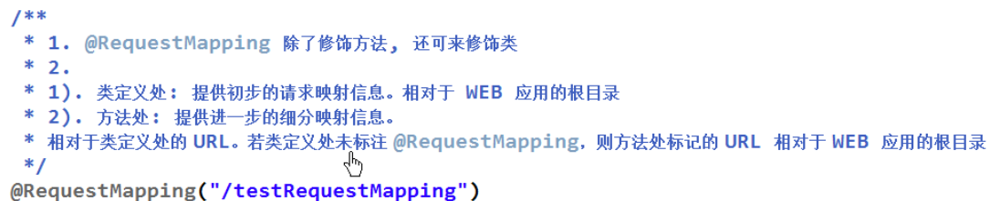 /**
* 1. @RequestMapping 除了修饰方法, 还可来修饰类
* 2.
* 1). 类定义处: 提供初步的请求映射信息。相对于 WEB 应用的根目录
* 2). 方法处: 提供进一步的细分映射信息。
* 相对于类定义处的 URL。若类定义处未标注 @RequestMapping, 则方法处标记的 URL 相对于 WEB 应用的根目录
*/
@RequestMapping("/testRequestMapping")